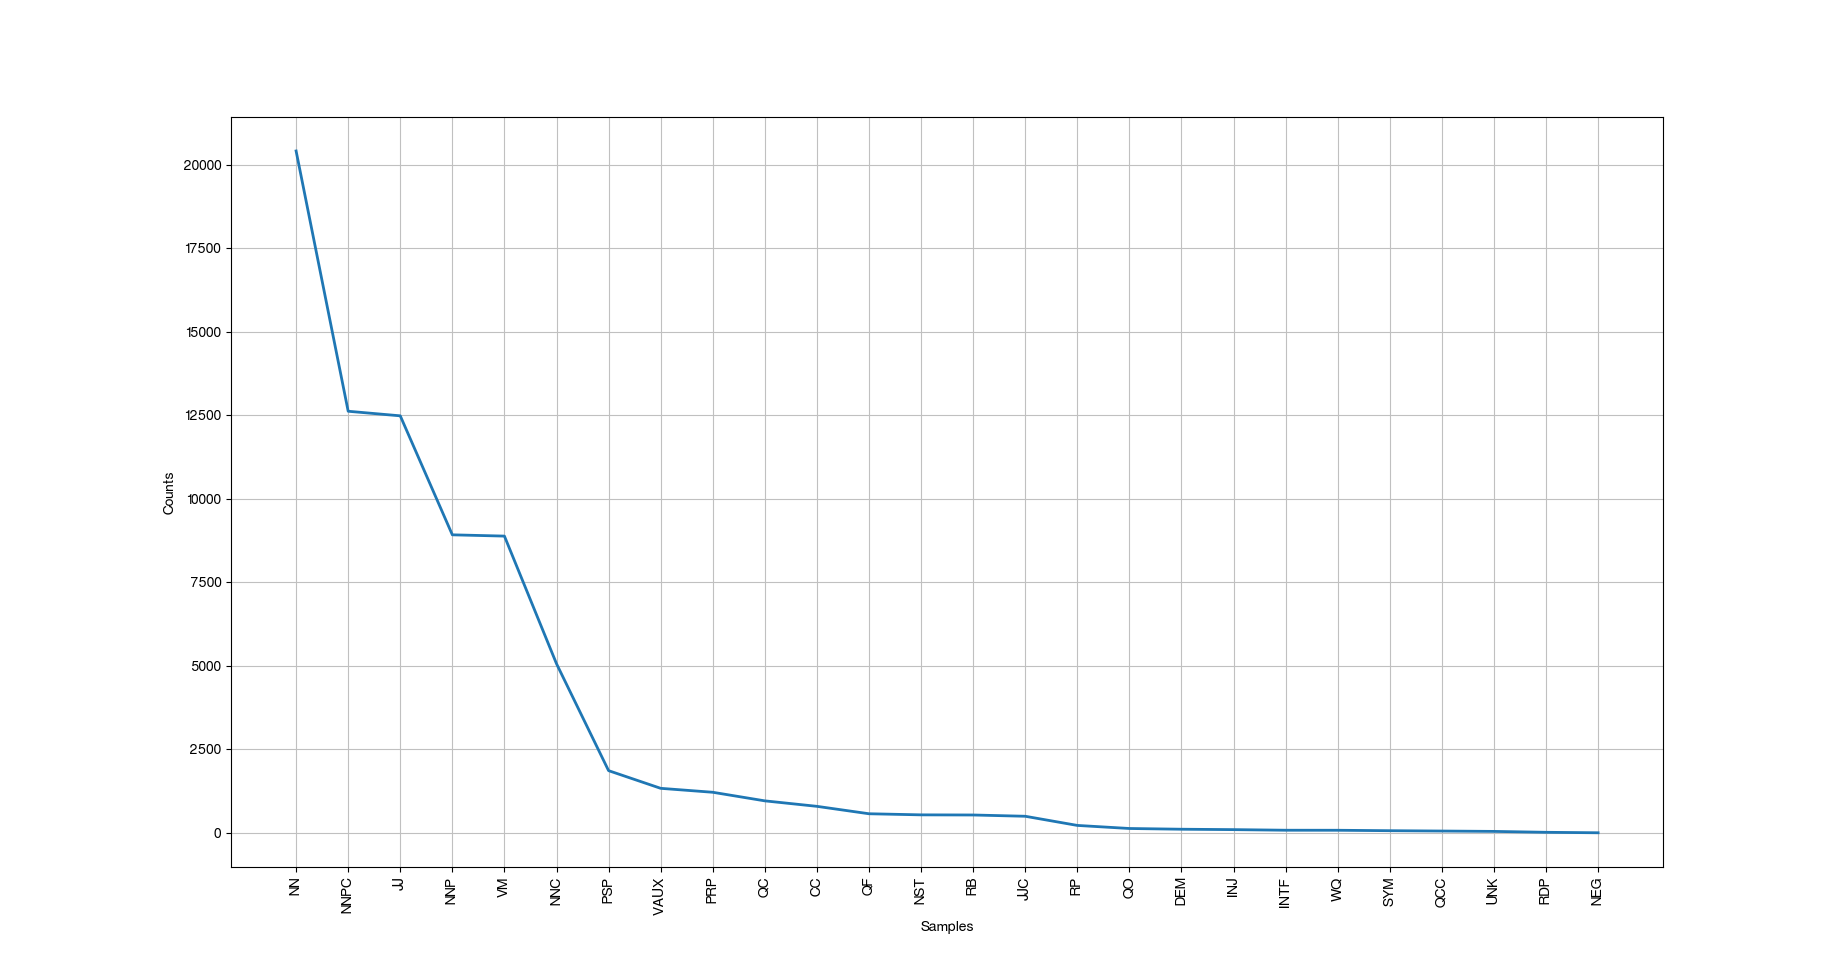 20000
17500
15000
12500
10000
7500
5000
2500
0
Counts
NN
NNPC
JJ
NNP
VM
NNC
PSP
VAUX
PRP
QC
CC
QF
NST
RB
JJC
RP
QO
DEM
INJ
INTF
WQ
SYM
QCC
UNK
RDP
NEG
Samples